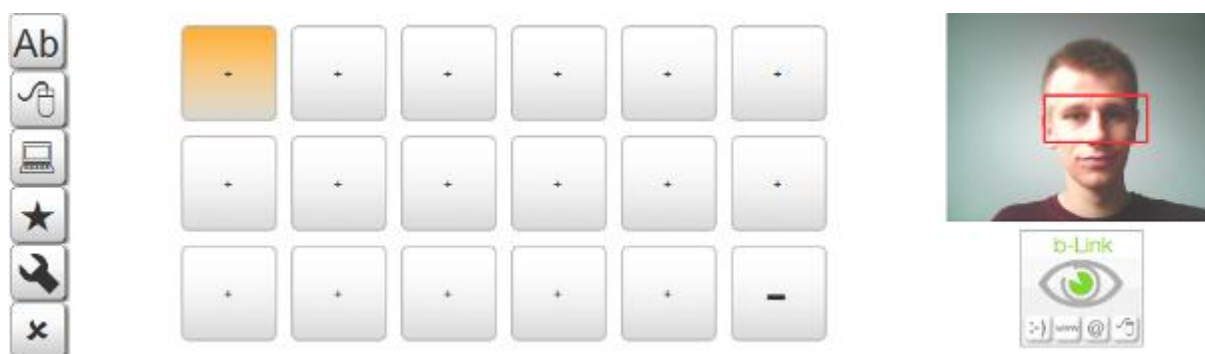 Ab
+ + + + + +
+ + + + + +
+ + + + + -
b-Link
:-) www @